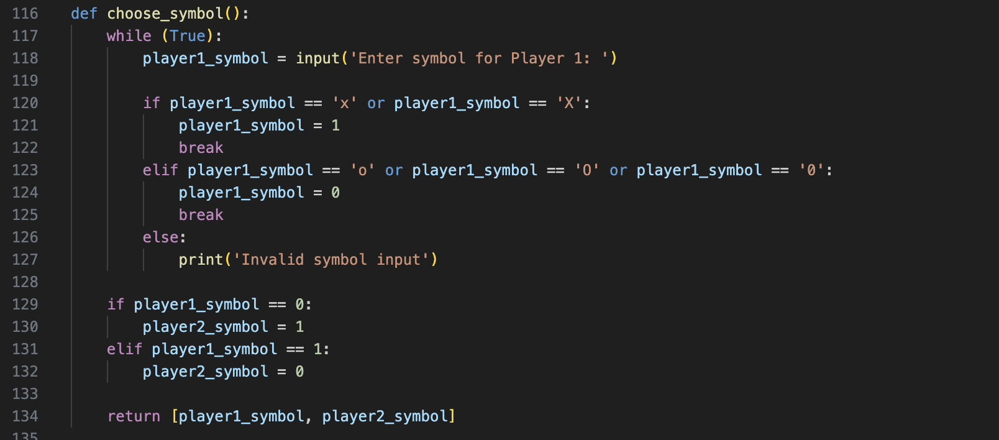 116 def choose_symbol():
117     while (True):
118         player1_symbol = input('Enter symbol for Player 1: ')
119
120         if player1_symbol == 'x' or player1_symbol == 'X':
121             player1_symbol = 1
122             break
123         elif player1_symbol == 'o' or player1_symbol == 'O' or player1_symbol == '0':
124             player1_symbol = 0
125             break
126         else:
127             print('Invalid symbol input')
128
129     if player1_symbol == 0:
130         player2_symbol = 1
131     elif player1_symbol == 1:
132         player2_symbol = 0
133
134     return [player1_symbol, player2_symbol]
135